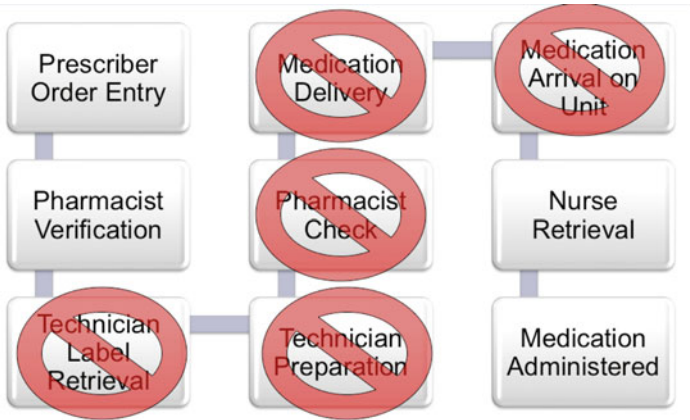 Prescriber
Order Entry
Pharmacist
Verification
Technician
Label
Retrieval
Technician
Preparation
Pharmacist
Check
Medication
Delivery
Medication
Arrival on
Unit
Nurse
Retrieval
Medication
Administered